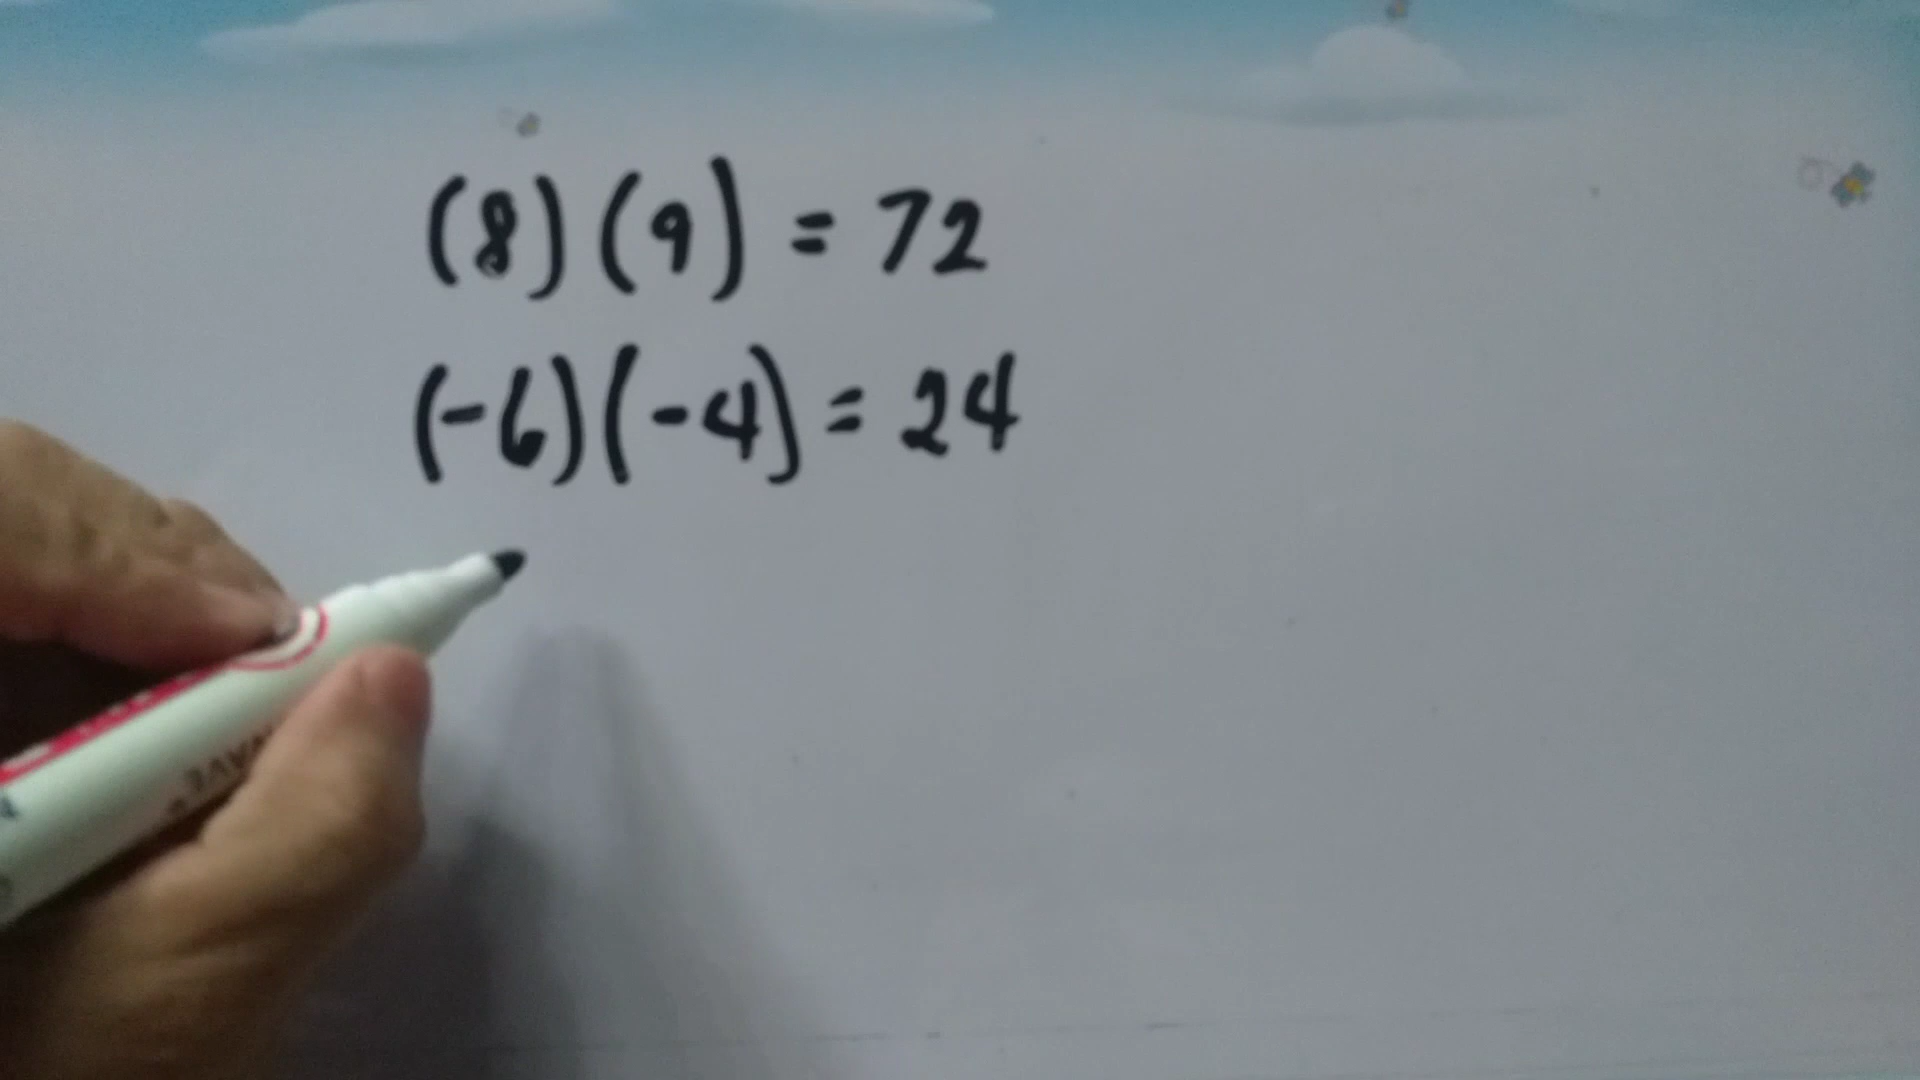 (8)(9) = 72
(-6)(-4) = 24